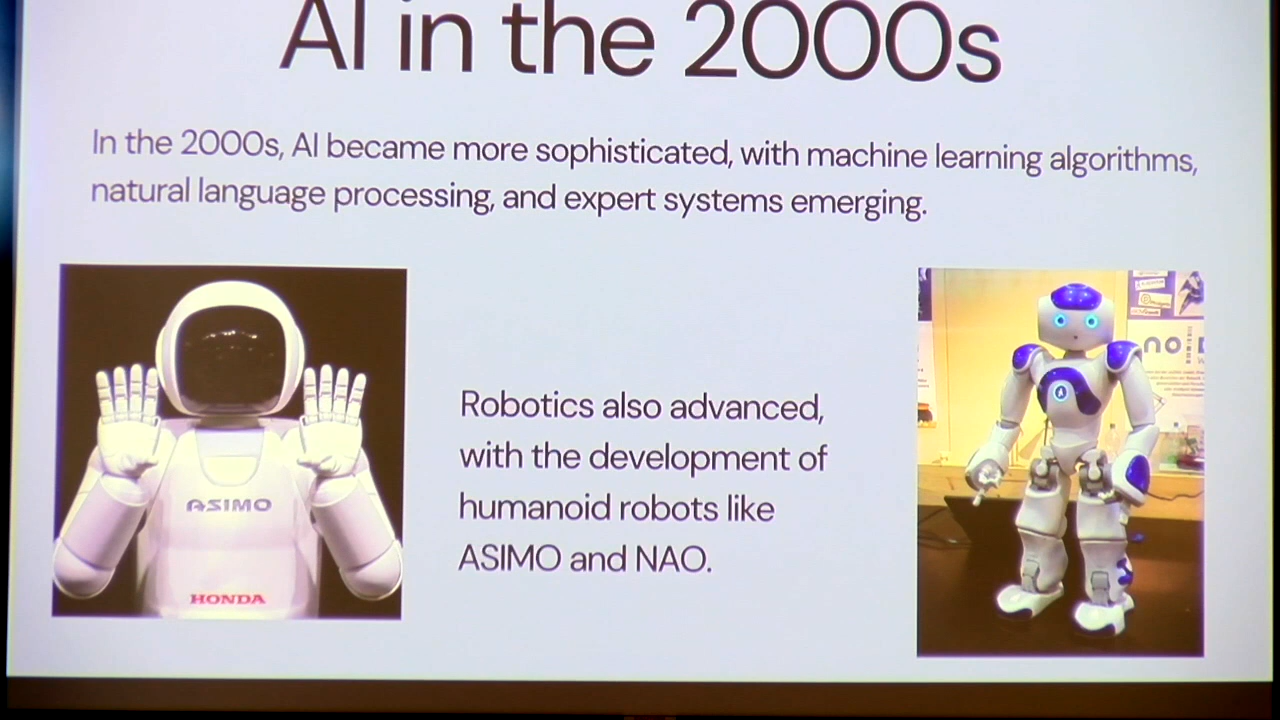 AI in the 2000s
In the 2000s, AI became more sophisticated, with machine learning algorithms,
natural language processing, and expert systems emerging.
ASIMO
HONDA
Robotics also advanced,
with the development of
humanoid robots like
ASIMO and NAO.